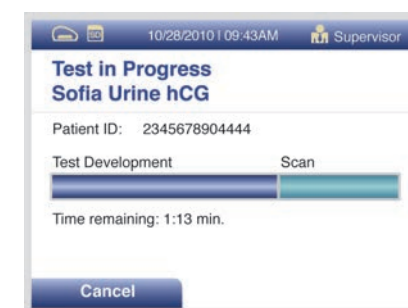 10/28/2010 | 09:43AM Supervisor
Test in Progress
Sofia Urine hCG
Patient ID: 2345678904444
Test Development Scan
Time remaining: 1:13 min.
Cancel